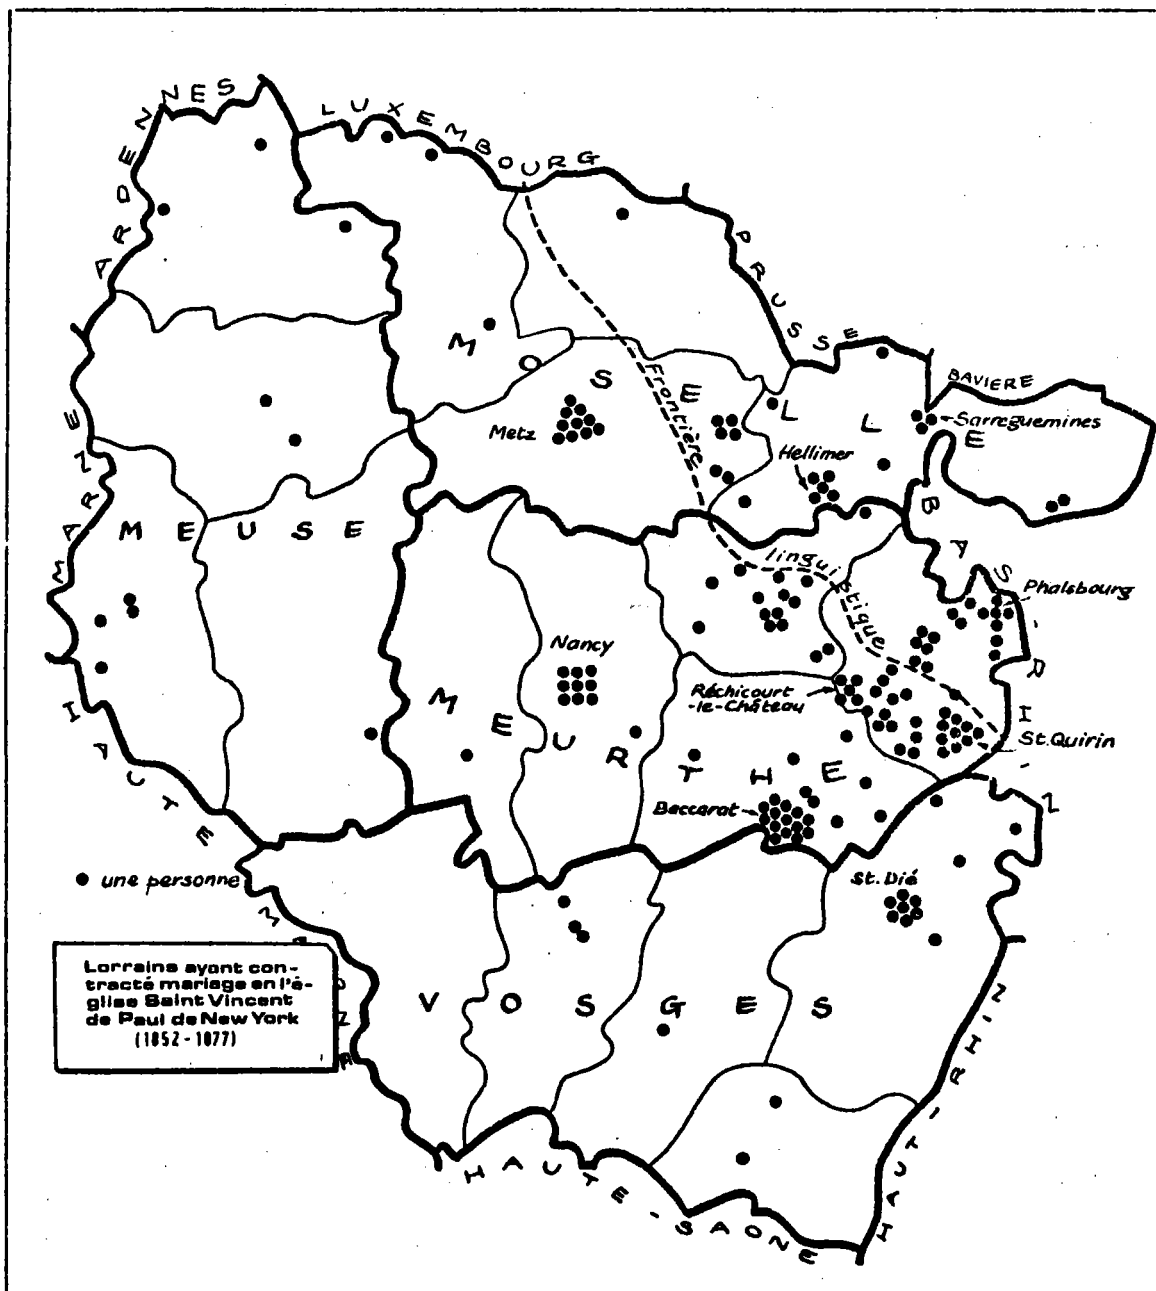 ARDENNES
LUXEMBOURG
PRUSSE
BAVIERE
MOSELLE
Frontière
Metz
Sarreguemines
Hellimer
MARNE
MEUSE
BAS
RHIN
linguistique
Phalsbourg
Nancy
Réchicourt
-le-Château
MEURTHE
St.Quirin
HAUTE
MARNE
Baccarat
• une personne
St. Dié
Lorrains ayant con-
tracté mariage en l'é-
glise Saint Vincent
de Paul de New York
(1852-1877)
VOSGES
HAUT RHIN
HAUTE-SAONE